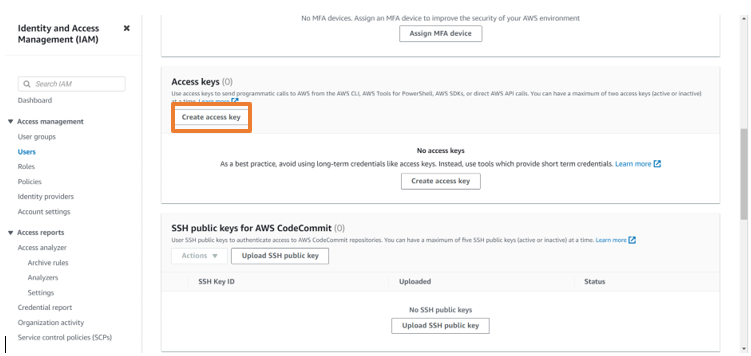 Identity and Access
Management (IAM)
Search IAM
Dashboard
Access management
User groups
Users
Roles
Policies
Identity providers
Account settings
Access reports
Access analyzer
Archive rules
Analyzers
Settings
Credential report
Organization activity
Service control policies (SCPs)
No MFA devices. Assign an MFA device to improve the security of your AWS environment
Assign MFA device
Access keys (0)
Use access keys to send programmatic calls to AWS from the AWS CLI, AWS Tools for PowerShell, AWS SDKs, or direct AWS API calls. You can have a maximum of two access keys (active or inactive)
at a time. Learn more
Create access key
No access keys
As a best practice, avoid using long-term credentials like access keys. Instead, use tools which provide short term credentials. Learn more
Create access key
SSH public keys for AWS CodeCommit (0)
User SSH public keys to authenticate access to AWS CodeCommit repositories. You can have a maximum of five SSH public keys (active or inactive) at a time. Learn more
Actions Upload SSH public key
SSH Key ID Uploaded Status
No SSH public keys
Upload SSH public key